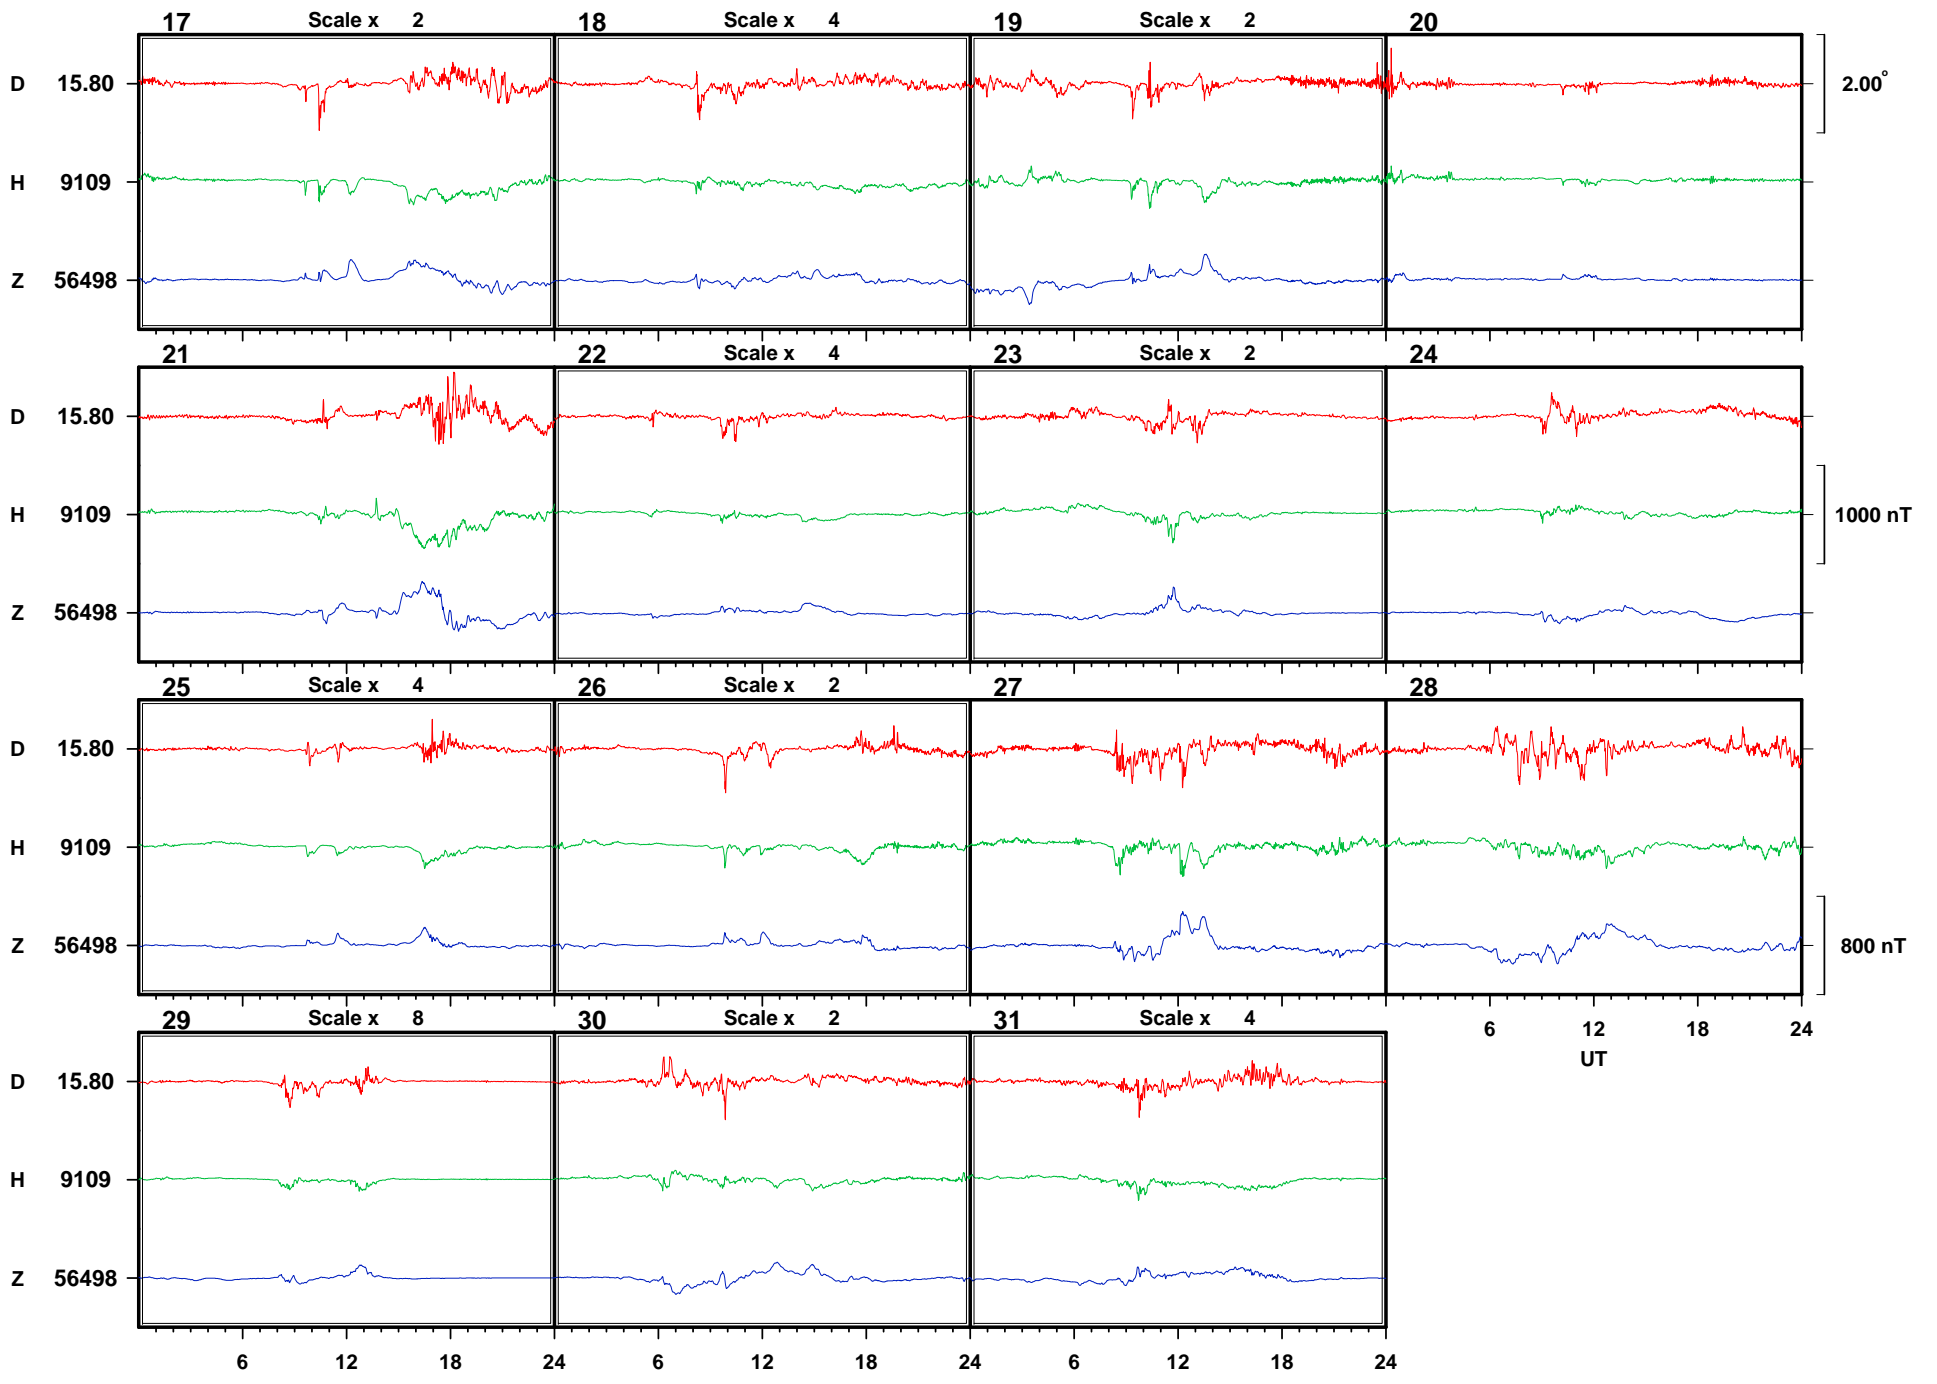 17 Scale x 2 18 Scale x 4 19 Scale x 2 20
D 15.80 2.00°
H 9109
Z 56498
21 22 Scale x 4 23 Scale x 2 24
D 15.80
H 9109 1000 nT
Z 56498
25 Scale x 4 26 Scale x 2 27 28
D 15.80
H 9109
Z 56498 800 nT
29 Scale x 8 30 Scale x 2 31 Scale x 4 6 12 18 24
UT
D 15.80
H 9109
Z 56498
6 12 18 24 6 12 18 24 6 12 18 24